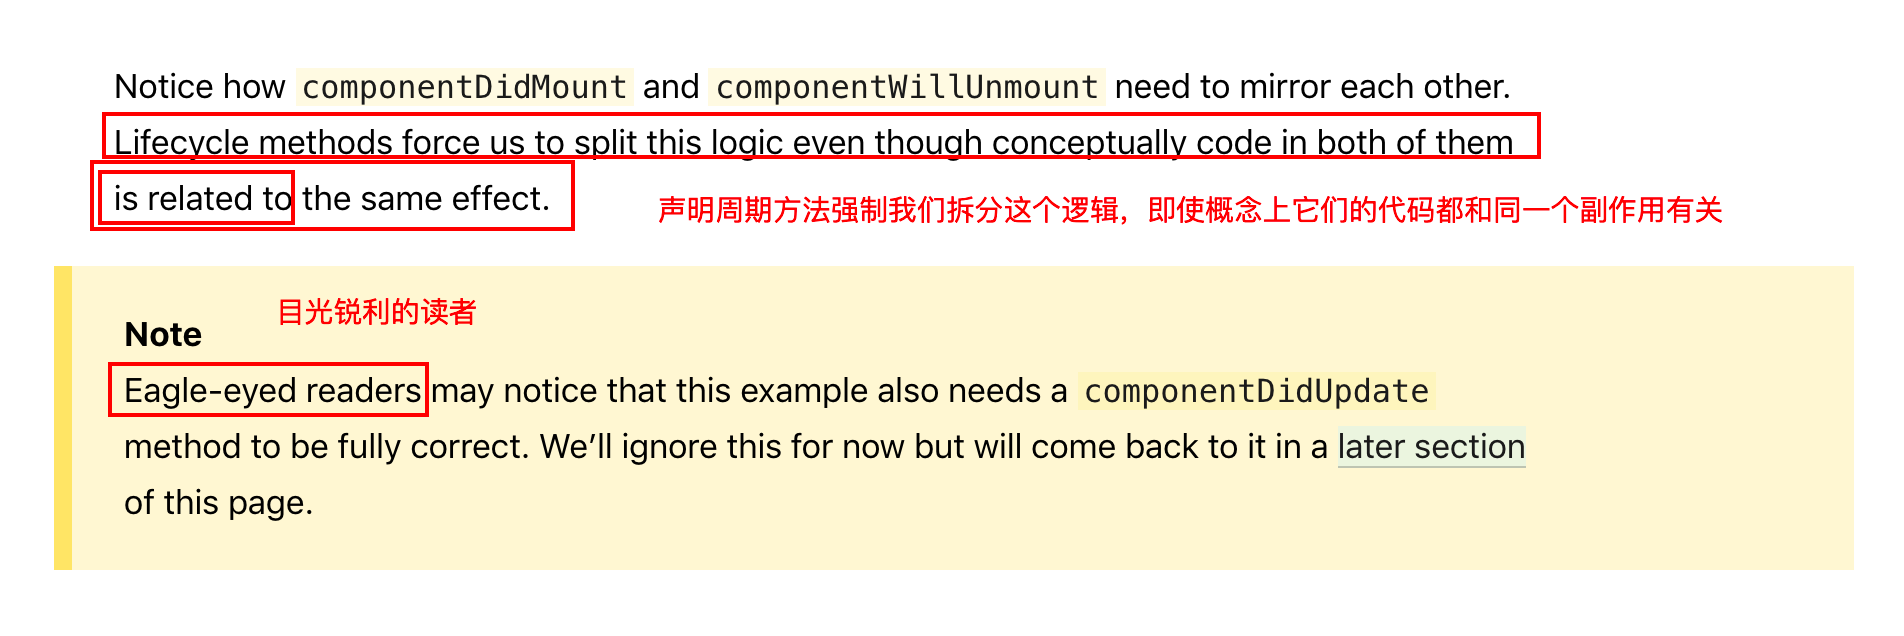 Notice how componentDidMount and componentWillUnmount need to mirror each other.
Lifecycle methods force us to split this logic even though conceptually code in both of them
is related to the same effect.
声明周期方法强制我们拆分这个逻辑，即使概念上它们的代码都和同一个副作用有关
目光锐利的读者
Note
Eagle-eyed readers may notice that this example also needs a componentDidUpdate
method to be fully correct. We’ll ignore this for now but will come back to it in a later section
of this page.